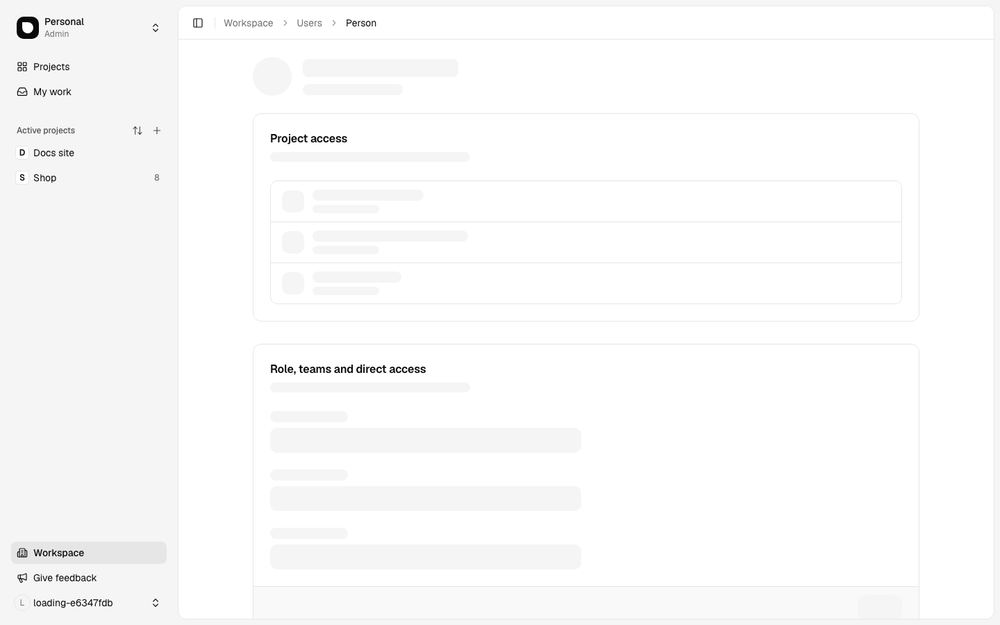 Personal
Admin
Projects
My work
Active projects
D Docs site
S Shop 8
Workspace
Give feedback
L loading-e6347fdb
Workspace > Users > Person
Project access
Role, teams and direct access